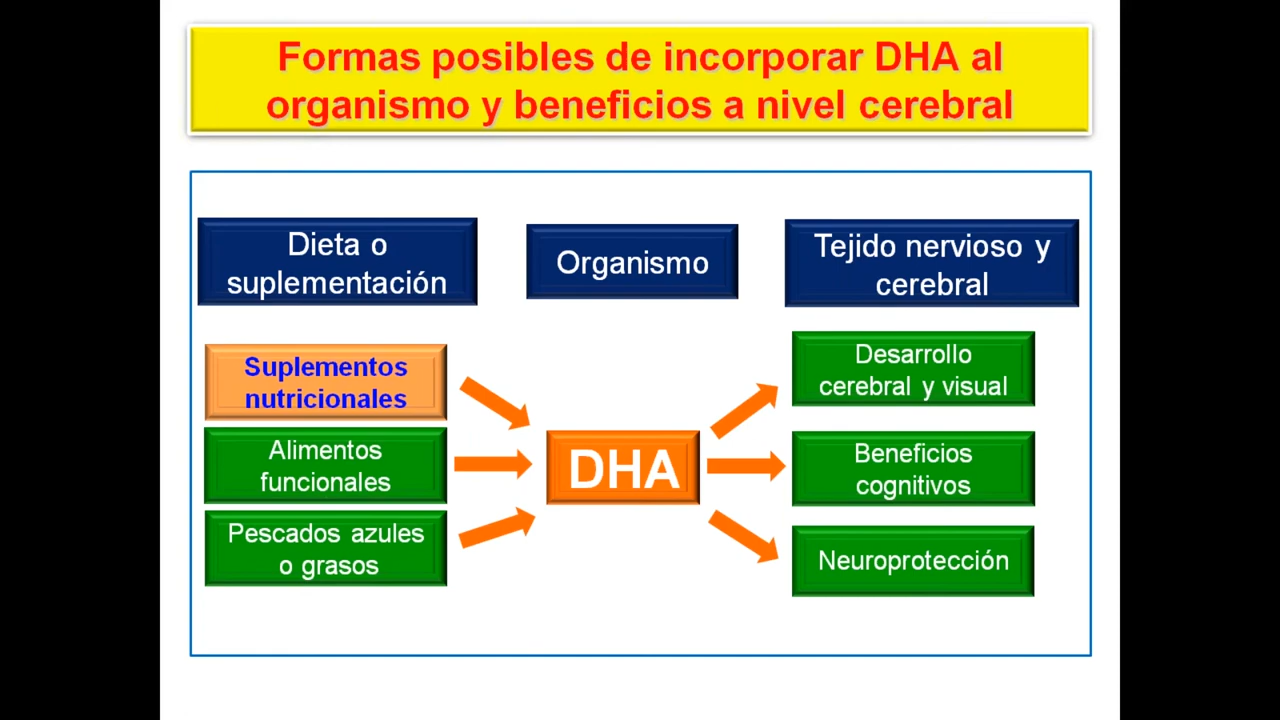 Formas posibles de incorporar DHA al
organismo y beneficios a nivel cerebral
Dieta o
suplementación
Organismo
Tejido nervioso y
cerebral
Suplementos
nutricionales
Alimentos
funcionales
Pescados azules
o grasos
DHA
Desarrollo
cerebral y visual
Beneficios
cognitivos
Neuroprotección